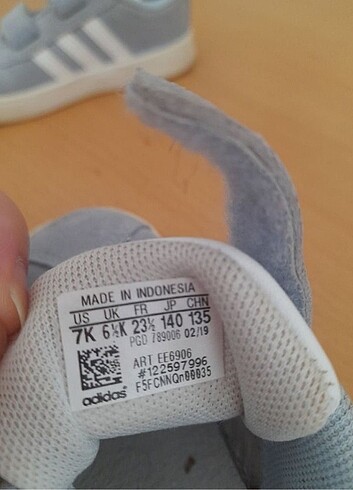 MADE IN INDONESIA
US UK FR JP CHN
7K 6½K 23½ 140 135
PGD 789006 02/19
ART EE6906
#122597996
F5FCNNQn00035
adidas